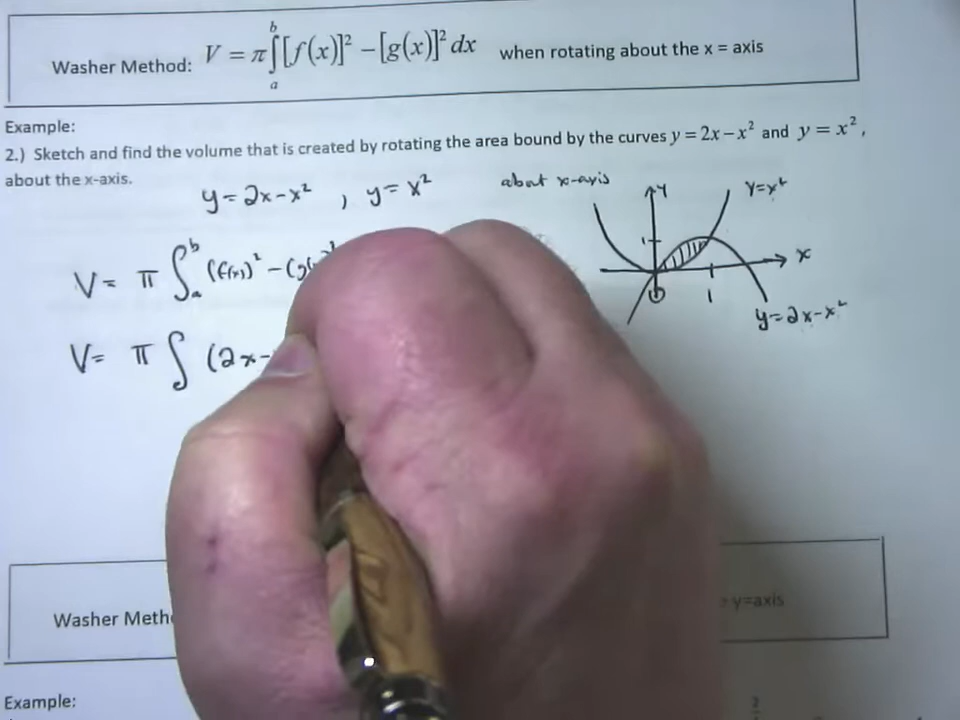 Washer Method: V = π∫ₐᵇ[f(x)]² − [g(x)]² dx when rotating about the x = axis
Example:
2.) Sketch and find the volume that is created by rotating the area bound by the curves y = 2x − x² and y = x²,
about the x-axis.
y = 2x − x² , y = x² about x-axis
Y
y = x²
1
x
0
1
y = 2x − x²
V = π ∫ₐᵇ (f(x))² − (g(
V = π ∫ (2x −
Washer Meth
y=axis
Example: